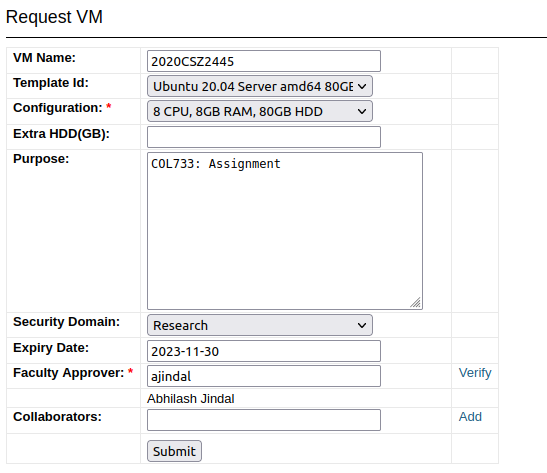 Request VM
VM Name: 2020CSZ2445
Template Id: Ubuntu 20.04 Server amd64 80GE
Configuration: * 8 CPU, 8GB RAM, 80GB HDD
Extra HDD(GB):
Purpose: COL733: Assignment
Security Domain: Research
Expiry Date: 2023-11-30
Faculty Approver: * ajindal Verify
Abhilash Jindal
Collaborators: Add
Submit